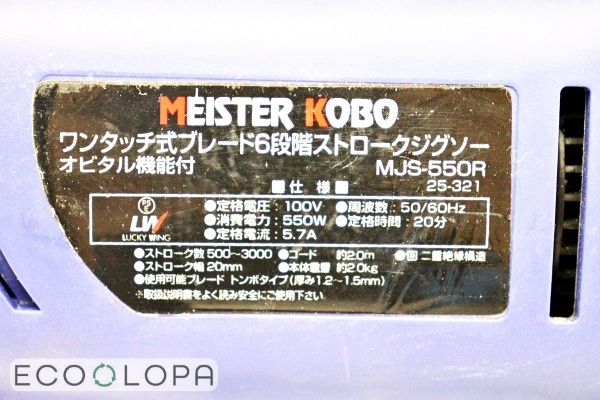 MEISTER KOBO
ワンタッチ式ブレード6段階ストロークジグソー
オビタル機能付 MJS-550R
25-321
■仕 様■
PS
E
LW
LUCKY WING
●定格電圧：100V ●周波数：50/60Hz
●消費電力：550W ●定格時間：20分
●定格電流：5.7A
●ストローク数 500～3000 ●コード 約2.0m ●回 二重絶縁構造
●ストローク幅 20mm ●本体重量 約2.0kg
●使用可能ブレード トンボタイプ(厚み1.2～1.5mm)
※取扱説明書をよく読み安全にご使用下さい。
ECOLOPA